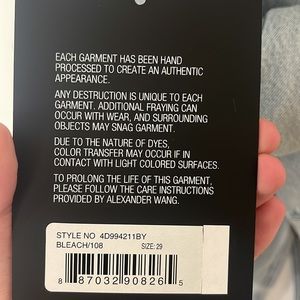 EACH GARMENT HAS BEEN HAND
PROCESSED TO CREATE AN AUTHENTIC
APPEARANCE.
ANY DESTRUCTION IS UNIQUE TO EACH
GARMENT. ADDITIONAL FRAYING CAN
OCCUR WITH WEAR, AND SURROUNDING
OBJECTS MAY SNAG GARMENT.
DUE TO THE NATURE OF DYES,
COLOR TRANSFER MAY OCCUR IF IN
CONTACT WITH LIGHT COLORED SURFACES.
TO PROLONG THE LIFE OF THIS GARMENT,
PLEASE FOLLOW THE CARE INSTRUCTIONS
PROVIDED BY ALEXANDER WANG.
STYLE NO 4D994211BY
BLEACH/108 SIZE: 29
8 87032 90826 5